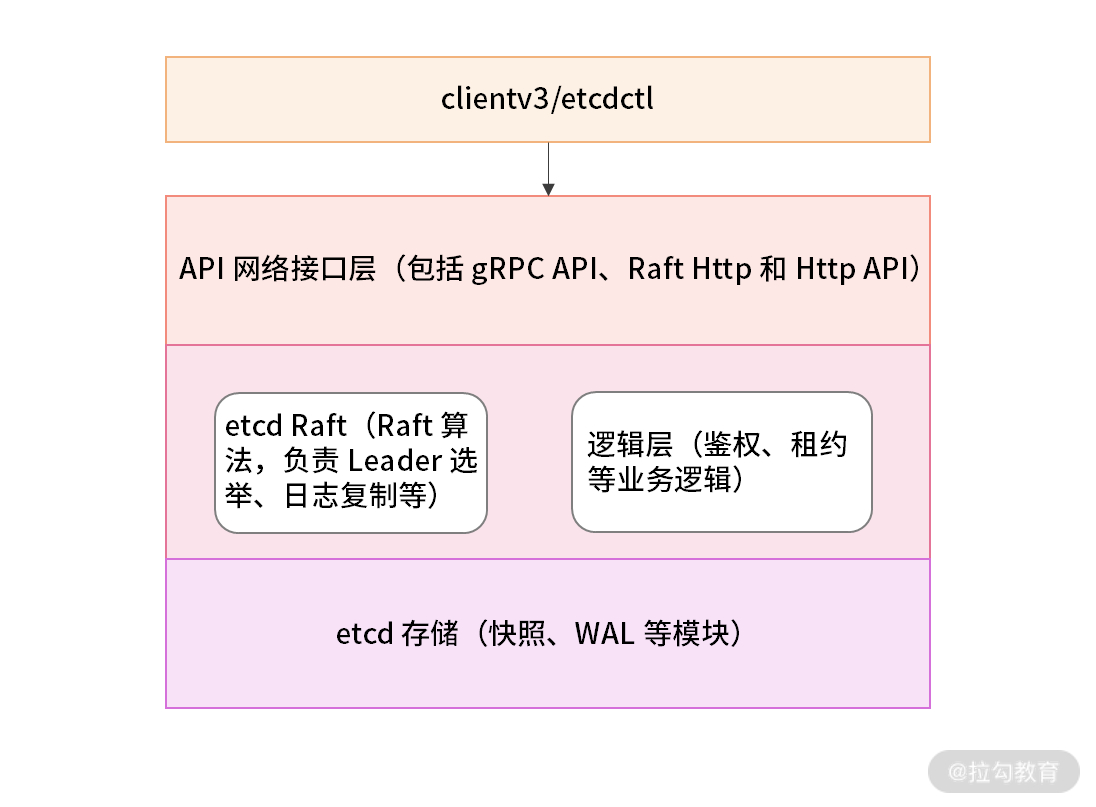 clientv3/etcdctl
API 网络接口层（包括 gRPC API、Raft Http 和 Http API）
etcd Raft（Raft 算
法，负责 Leader 选
举、日志复制等）
逻辑层（鉴权、租约
等业务逻辑）
etcd 存储（快照、WAL 等模块）
@拉勾教育